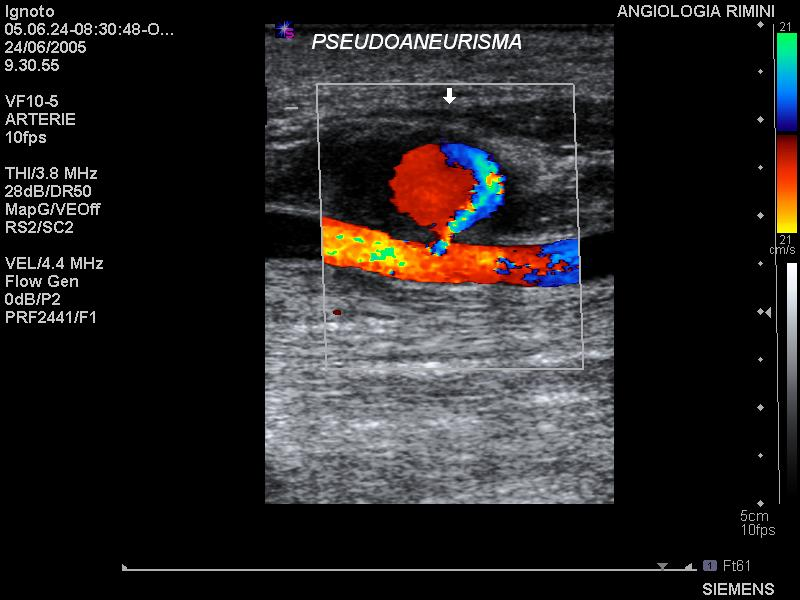 Ignoto
ANGIOLOGIA RIMINI
05.06.24-08:30:48-O...
24/06/2005
9.30.55
S
PSEUDOANEURISMA
21
VF10-5
ARTERIE
10fps
THI/3.8 MHz
28dB/DR50
MapG/VEOff
RS2/SC2
21
cm/s
VEL/4.4 MHz
Flow Gen
0dB/P2
PRF2441/F1
5cm
10fps
1 Ft61
SIEMENS